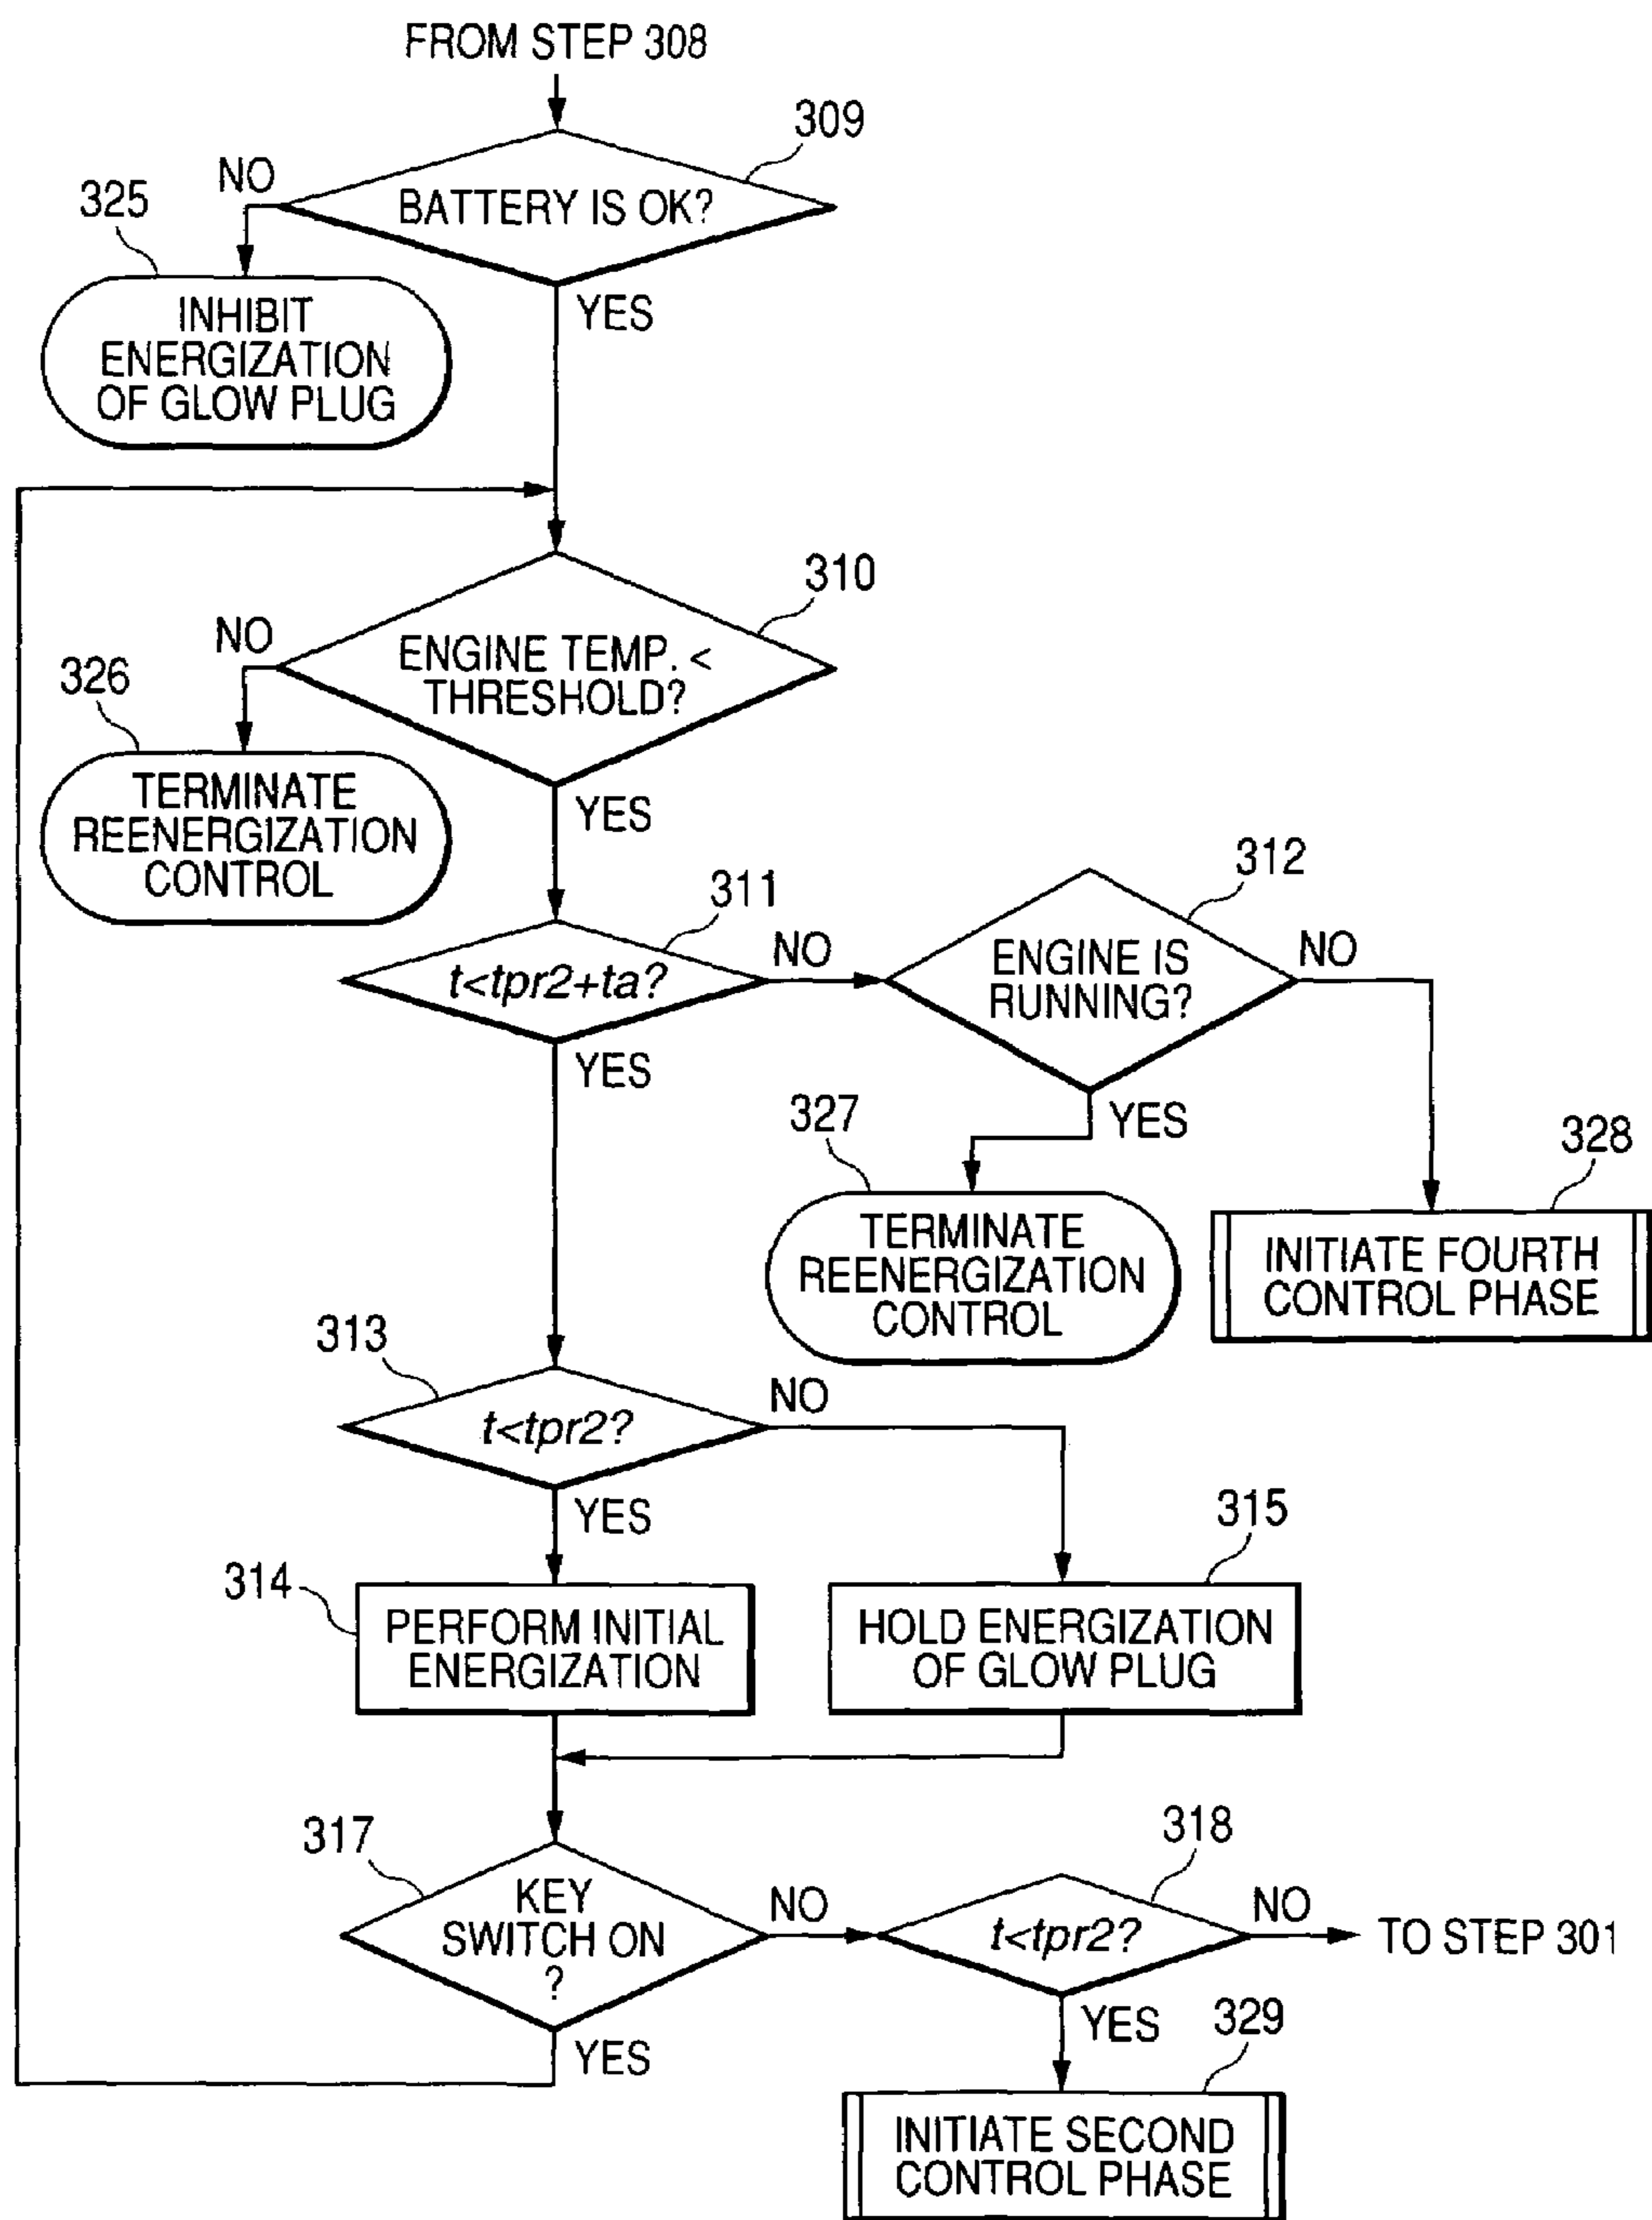 FROM STEP 308
309
BATTERY IS OK?
NO
325
YES
INHIBIT
ENERGIZATION
OF GLOW PLUG
310
ENGINE TEMP. <
THRESHOLD?
NO
326
YES
TERMINATE
REENERGIZATION
CONTROL
311
t<tpr2+ta?
NO
YES
312
ENGINE IS
RUNNING?
NO
YES
327
TERMINATE
REENERGIZATION
CONTROL
328
INITIATE FOURTH
CONTROL PHASE
313
t<tpr2?
NO
YES
314
PERFORM INITIAL
ENERGIZATION
315
HOLD ENERGIZATION
OF GLOW PLUG
317
KEY
SWITCH ON
?
NO
YES
318
t<tpr2?
NO
TO STEP 301
YES
329
INITIATE SECOND
CONTROL PHASE